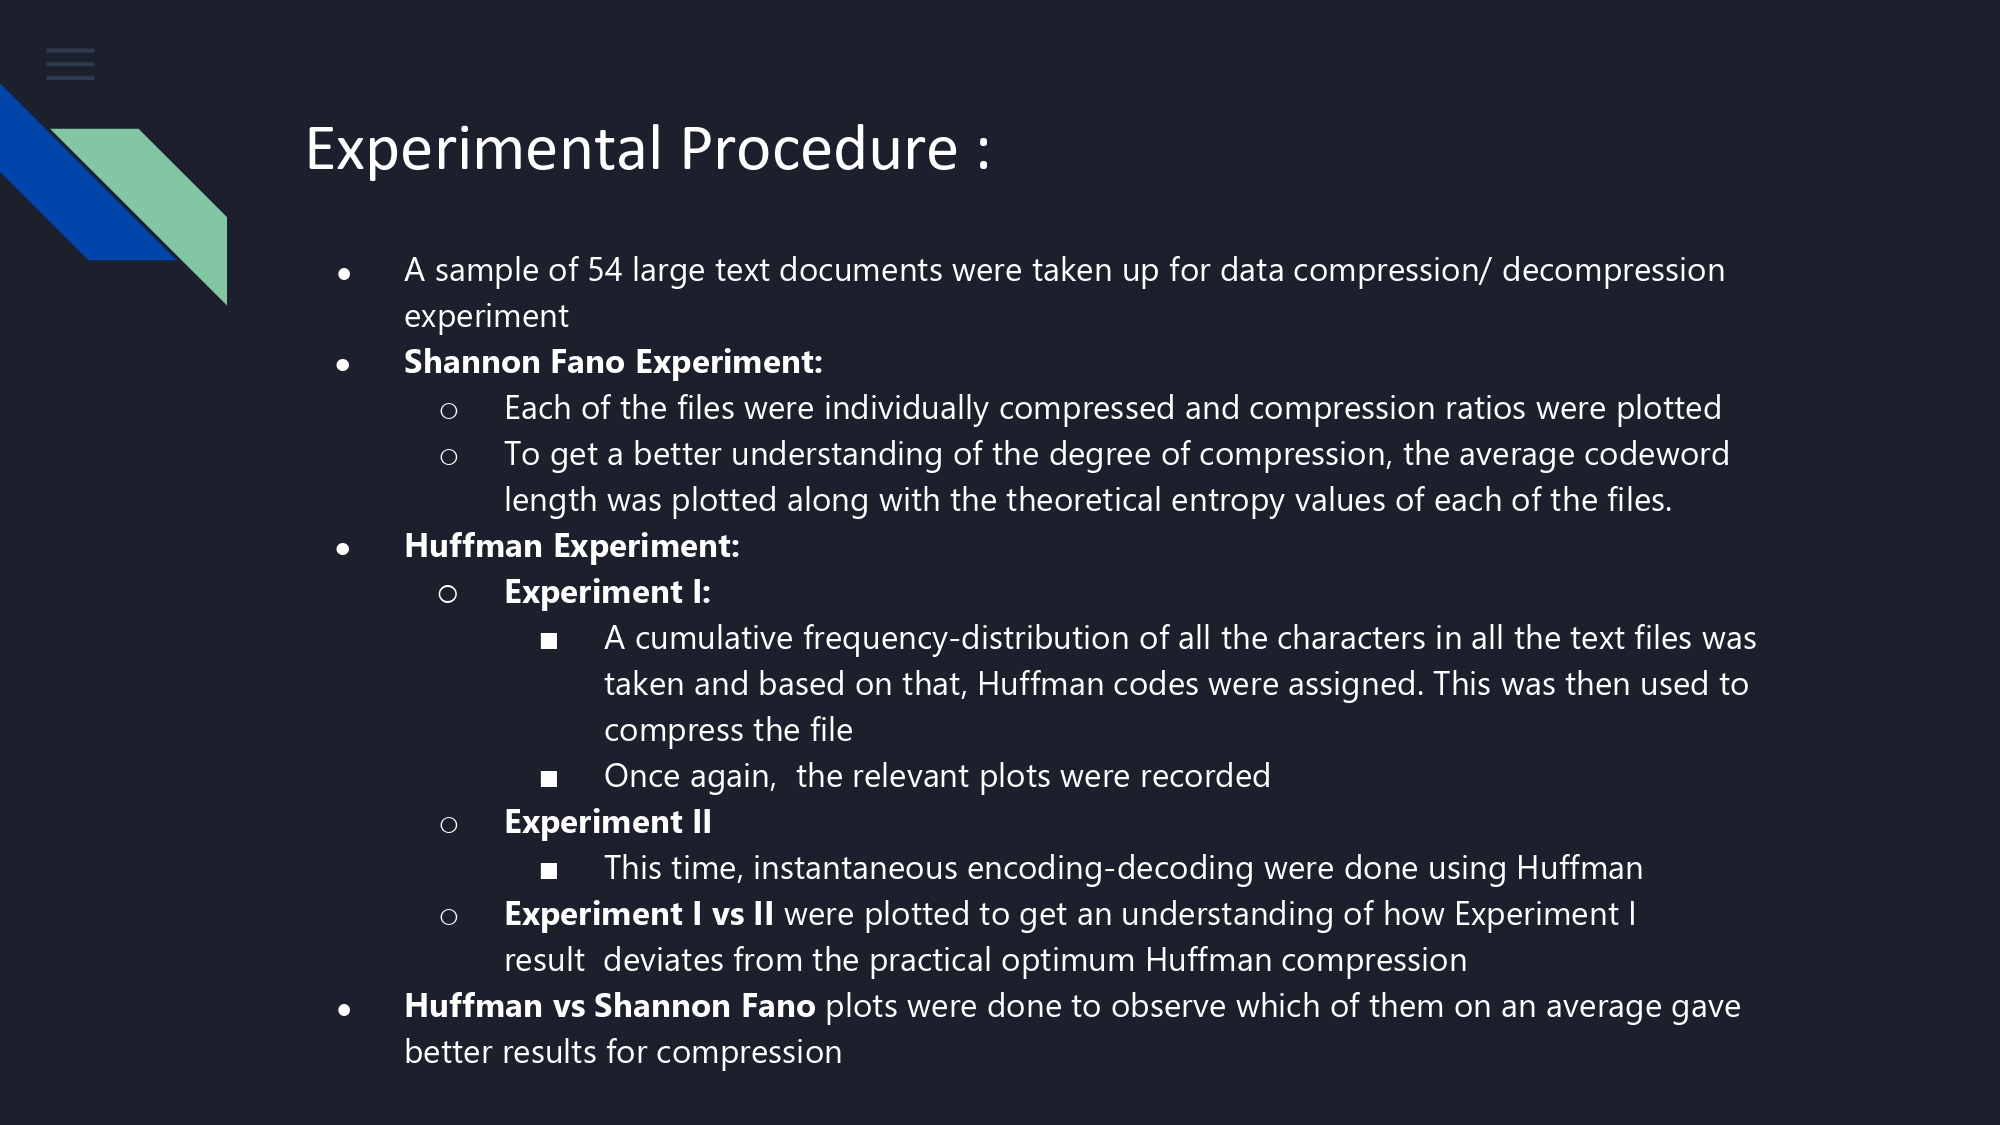 Experimental Procedure :
● A sample of 54 large text documents were taken up for data compression/ decompression
experiment
● Shannon Fano Experiment:
○ Each of the files were individually compressed and compression ratios were plotted
○ To get a better understanding of the degree of compression, the average codeword
length was plotted along with the theoretical entropy values of each of the files.
● Huffman Experiment:
○ Experiment I:
■ A cumulative frequency-distribution of all the characters in all the text files was
taken and based on that, Huffman codes were assigned. This was then used to
compress the file
■ Once again,  the relevant plots were recorded
○ Experiment II
■ This time, instantaneous encoding-decoding were done using Huffman
○ Experiment I vs II were plotted to get an understanding of how Experiment I
result  deviates from the practical optimum Huffman compression
● Huffman vs Shannon Fano plots were done to observe which of them on an average gave
better results for compression